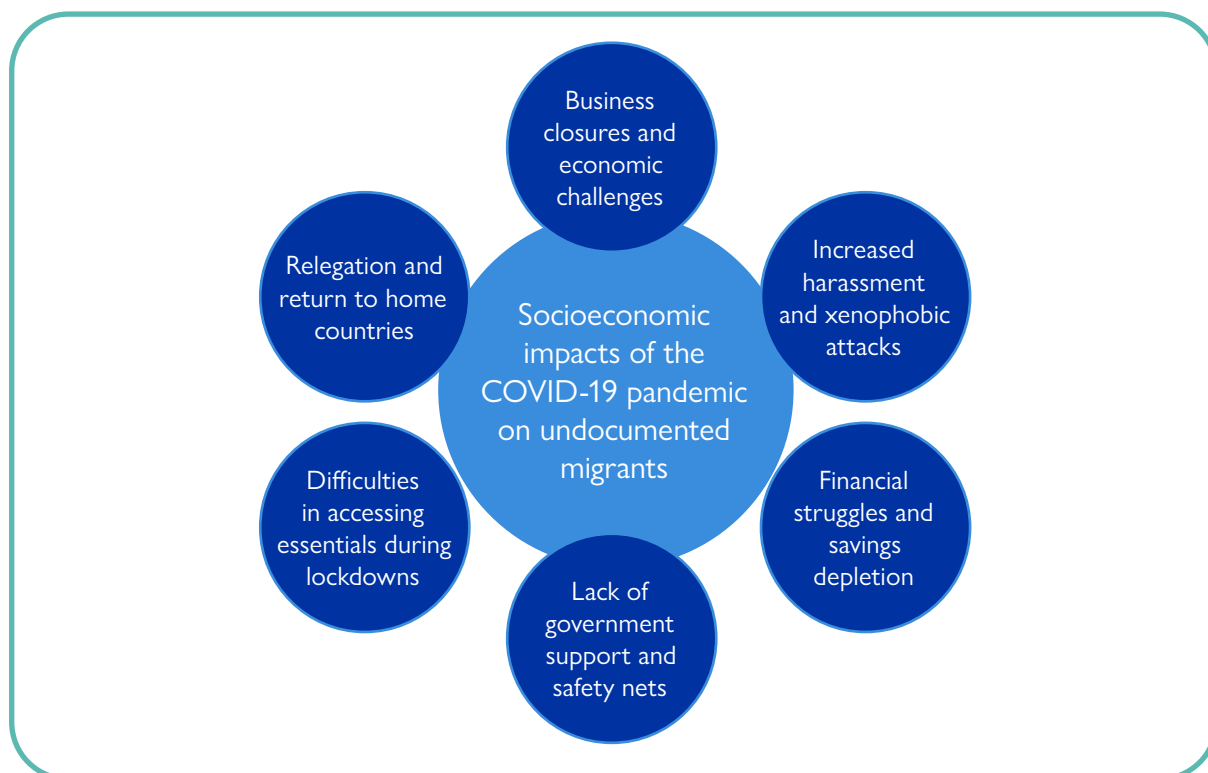 Business
closures and
economic
challenges
Relegation and
return to home
countries
Increased
harassment
and xenophobic
attacks
Socioeconomic
impacts of the
COVID-19 pandemic
on undocumented
migrants
Difficulties
in accessing
essentials during
lockdowns
Financial
struggles and
savings
depletion
Lack of
government
support and
safety nets